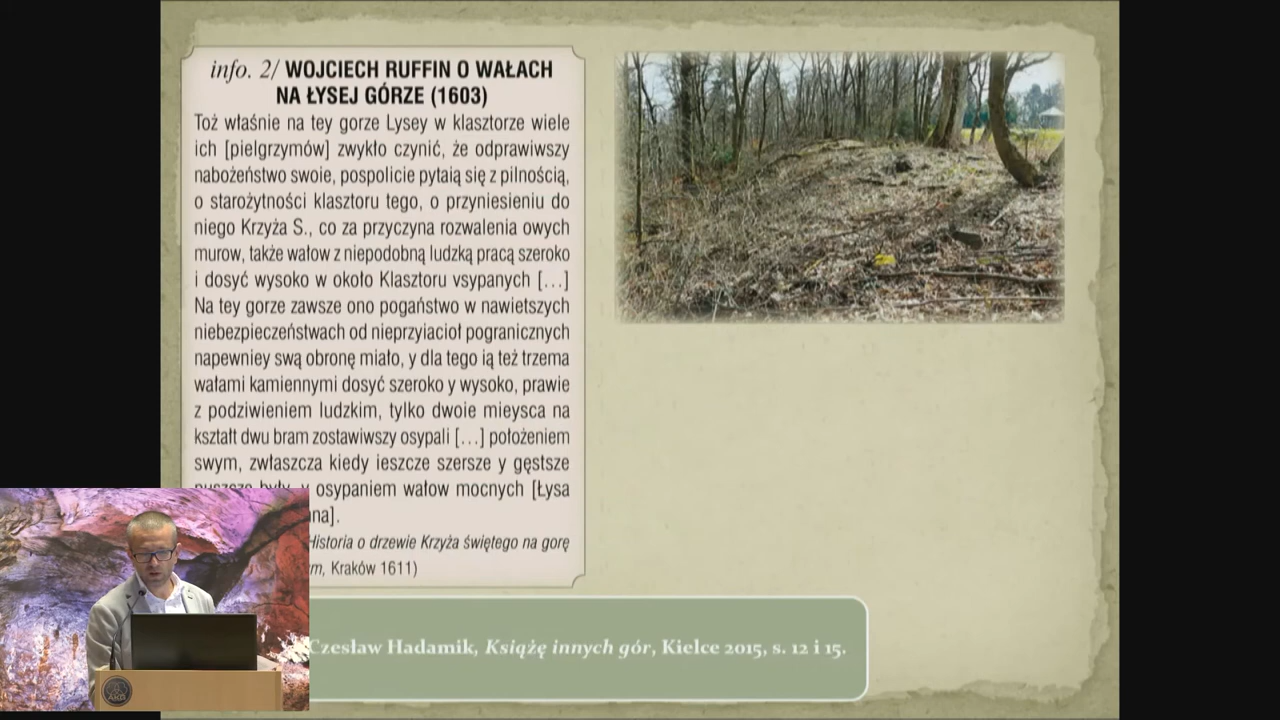 info. 2/ WOJCIECH RUFFIN O WAŁACH
NA ŁYSEJ GÓRZE (1603)
Toż właśnie na tey gorze Lysey w klasztorze wiele
ich [pielgrzymów] zwykło czynić, że odprawiwszy
nabożeństwo swoie, pospolicie pytaią się z pilnością,
o starożytności klasztoru tego, o przyniesieniu do
niego Krzyża S., co za przyczyna rozwalenia owych
murow, także wałow z niepodobną ludzką pracą szeroko
i dosyć wysoko w około Klasztoru vsypanych [...]
Na tey gorze zawsze ono pogaństwo w nawietszych
niebezpieczeństwach od nieprzyiacioł pogranicznych
napewniey swą obronę miało, y dla tego ią też trzema
wałami kamiennymi dosyć szeroko y wysoko, prawie
z podziwieniem ludzkim, tylko dwoie mieysca na
kształt dwu bram zostawiwszy osypali [...] położeniem
swym, zwłaszcza kiedy ieszcze szersze y gęstsze
puszcze były, y osypaniem wałow mocnych [Łysa
na].
Historia o drzewie Krzyża świętego na gorę
m, Kraków 1611)
Czesław Hadamik, Książę innych gór, Kielce 2015, s. 12 i 15.
AKD